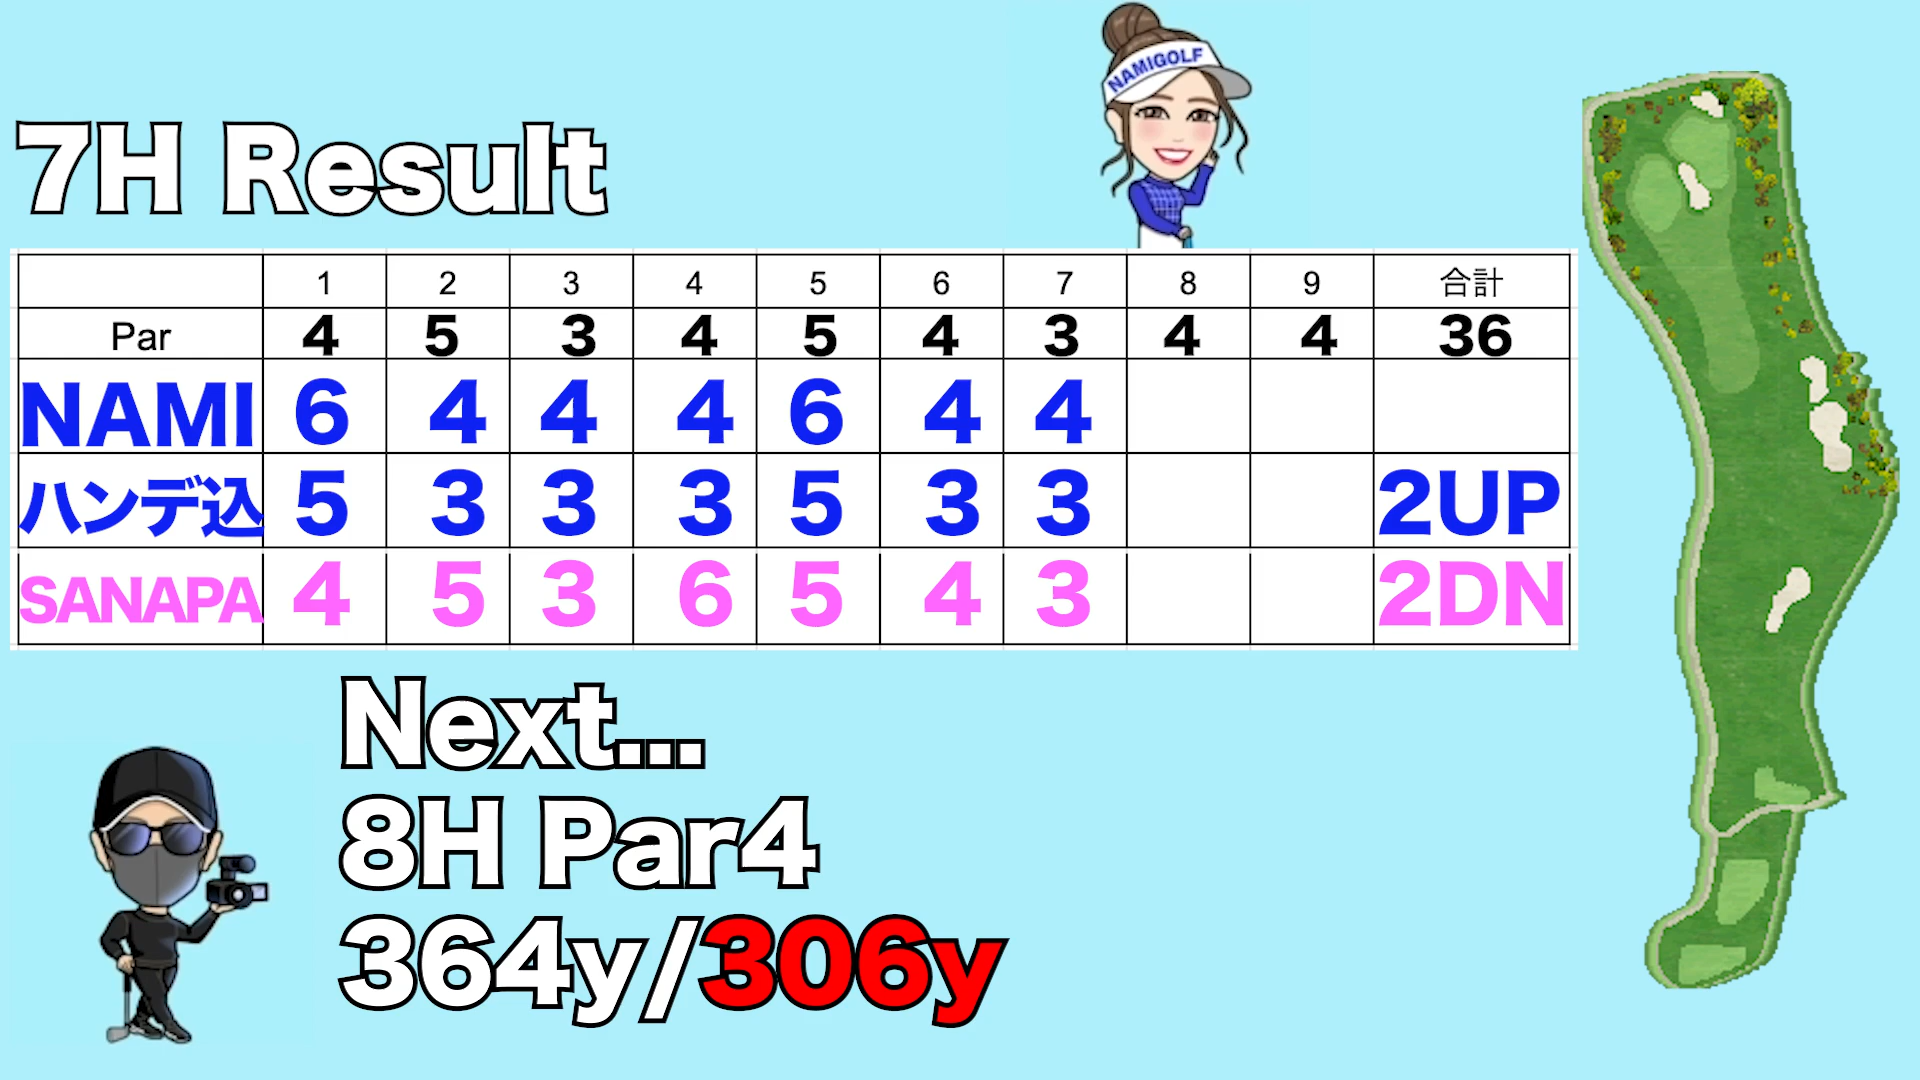 NAMIGOLF
7H Result
1 2 3 4 5 6 7 8 9 合計
Par 4 5 3 4 5 4 3 4 4 36
NAMI 6 4 4 4 6 4 4
ハンデ込 5 3 3 3 5 3 3 2UP
SANAPA 4 5 3 6 5 4 3 2DN
Next...
8H Par4
364y/306y